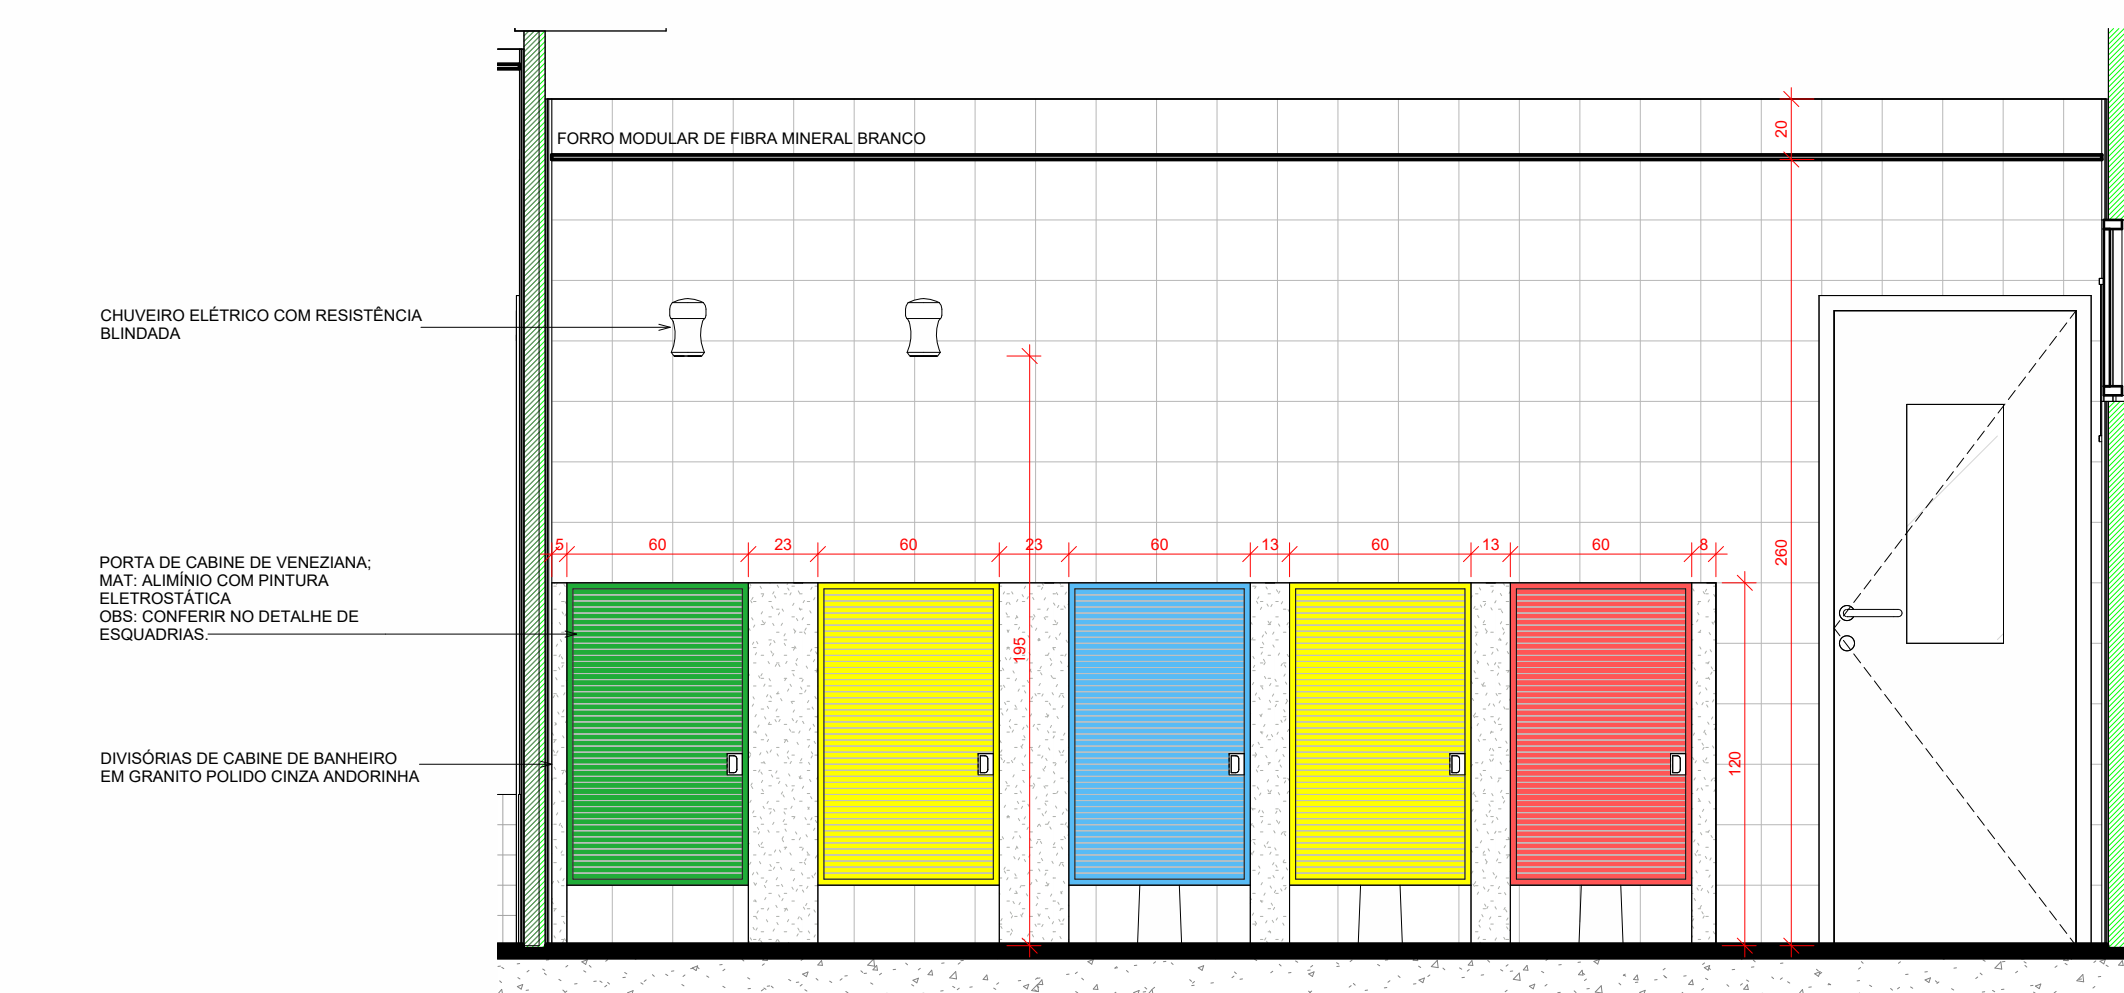 FORRO MODULAR DE FIBRA MINERAL BRANCO
20
CHUVEIRO ELÉTRICO COM RESISTÊNCIA
BLINDADA
5 60 23 60 23 60 13 60 13 60 8
260
PORTA DE CABINE DE VENEZIANA;
MAT: ALIMÍNIO COM PINTURA
ELETROSTÁTICA
OBS: CONFERIR NO DETALHE DE
ESQUADRIAS.
195
120
DIVISÓRIAS DE CABINE DE BANHEIRO
EM GRANITO POLIDO CINZA ANDORINHA